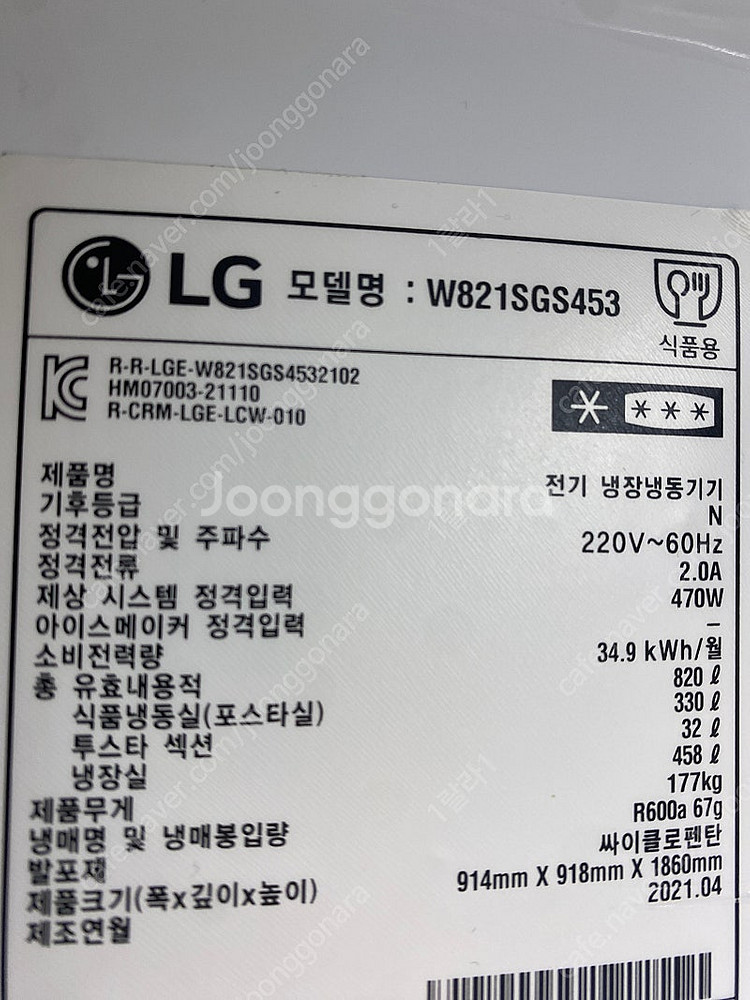 LG 모델명 : W821SGS453
식품용
R-R-LGE-W821SGS4532102
HM07003-21110
R-CRM-LGE-LCW-010
제품명 전기 냉장냉동기기
기후등급 N
정격전압 및 주파수 220V~60Hz
정격전류 2.0A
제상 시스템 정격입력 470W
아이스메이커 정격입력 –
소비전력량 34.9 kWh/월
총 유효내용적 820 ℓ
식품냉동실(포스타실) 330 ℓ
투스타 섹션 32 ℓ
냉장실 458 ℓ
제품무게 177kg
냉매명 및 냉매봉입량 R600a 67g
발포제 싸이클로펜탄
제품크기(폭x깊이x높이) 914mm X 918mm X 1860mm
제조연월 2021.04
Joonggonara
cafe.naver.com/joonggonara
1랄라1